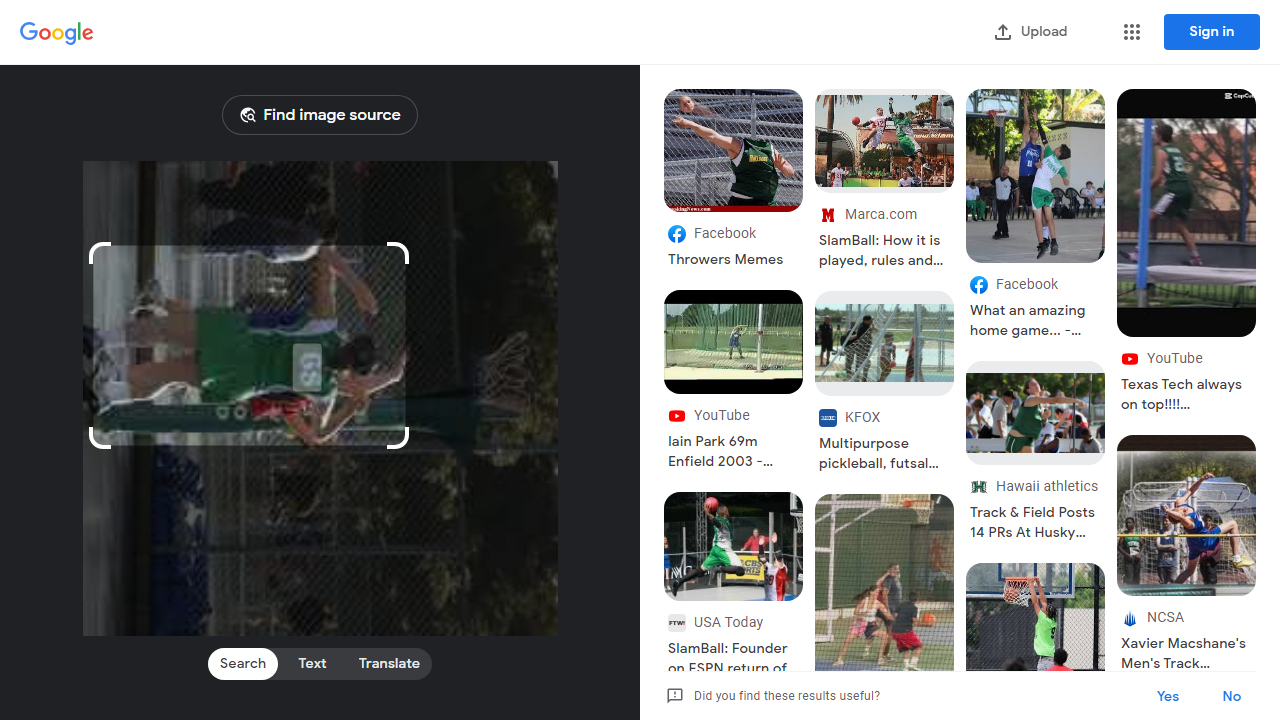 Google
Upload
Sign in
Find image source
Search
Text
Translate
Facebook
Throwers Memes
YouTube
Iain Park 69m
Enfield 2003 -...
USA Today
SlamBall: Founder
on ESPN return of
Marca.com
SlamBall: How it is
played, rules and...
KFOX
Multipurpose
pickleball, futsal...
Facebook
What an amazing
home game... -...
Hawaii athletics
Track & Field Posts
14 PRs At Husky...
CapCut
YouTube
Texas Tech always
on top!!!!...
NCSA
Xavier Macshane's
Men's Track...
Did you find these results useful?
Yes
No